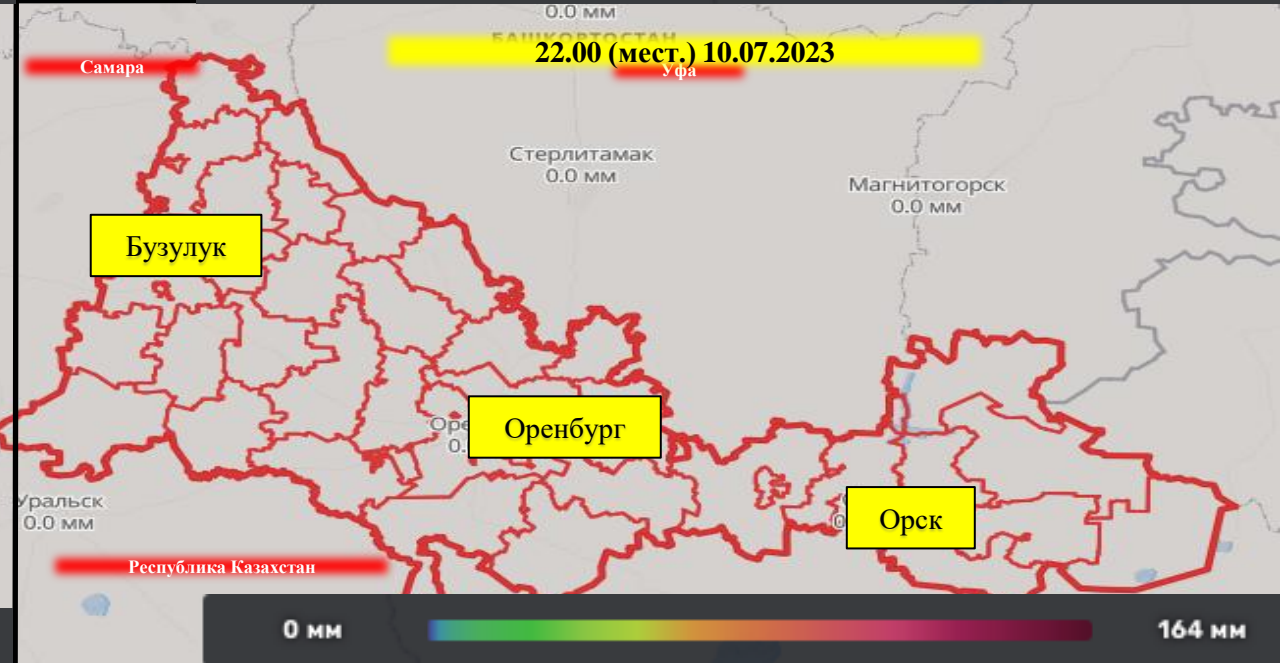 0.0 мм
БАШКОРТОСТАН
22.00 (мест.) 10.07.2023
Самара
Уфа
Стерлитамак
0.0 мм
Магнитогорск
0.0 мм
Бузулук
Оренбург
Уральск
0.0 мм
Орск
Республика Казахстан
0 мм
164 мм